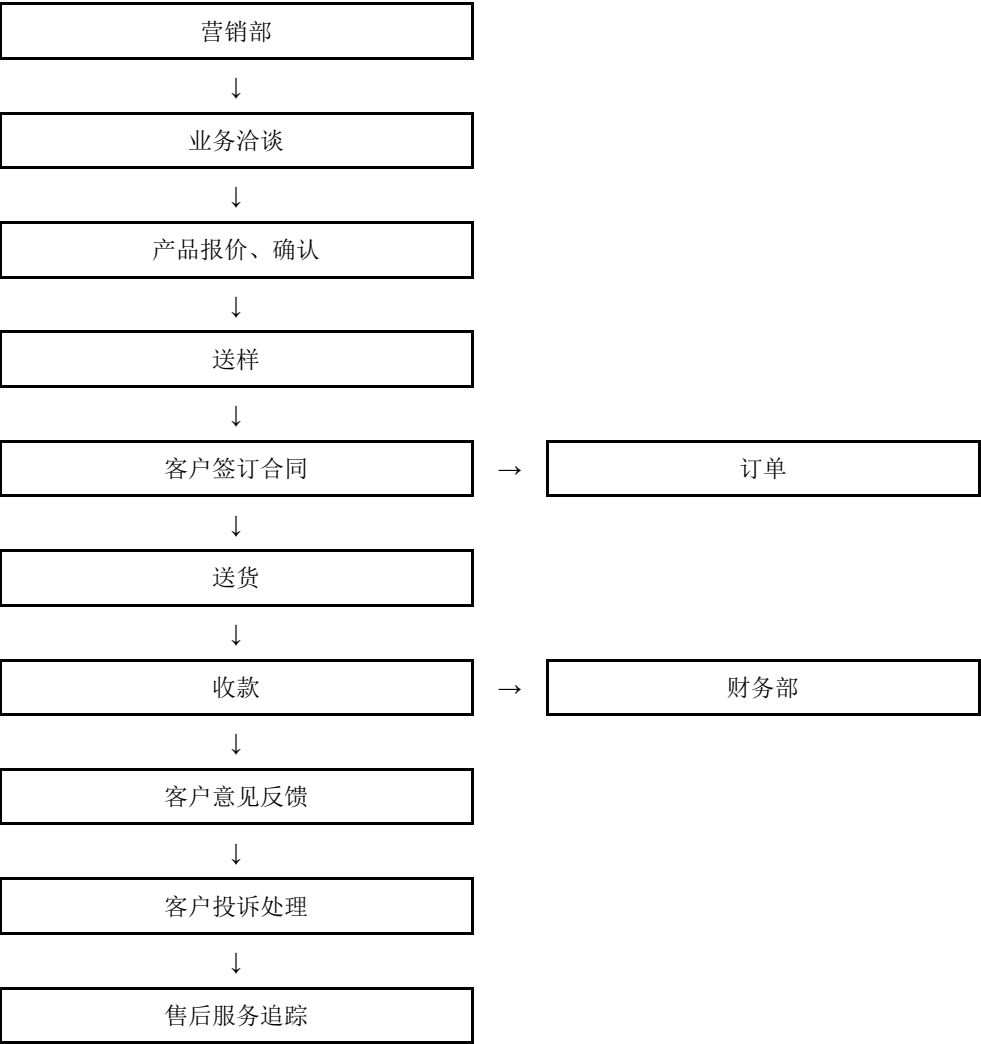 营销部
↓
业务洽谈
↓
产品报价、确认
↓
送样
↓
客户签订合同 → 订单
↓
送货
↓
收款 → 财务部
↓
客户意见反馈
↓
客户投诉处理
↓
售后服务追踪